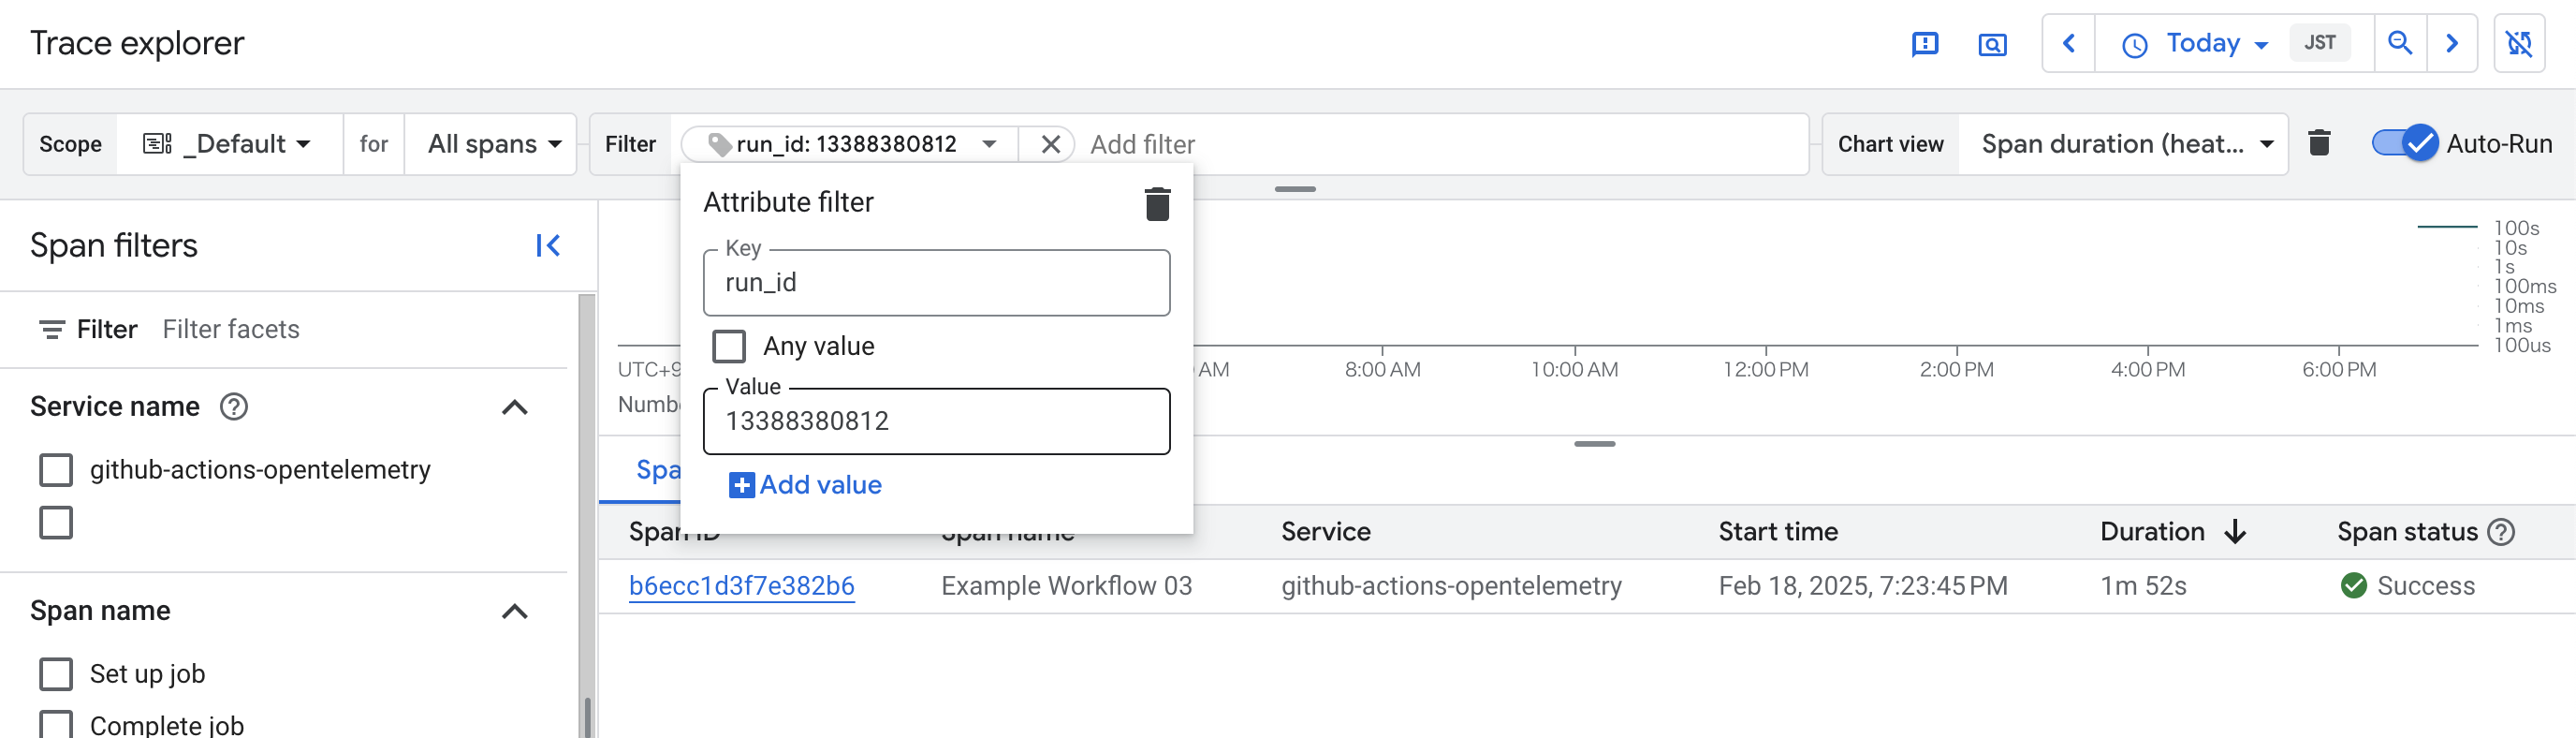 Trace explorer
Today JST
Scope _Default for All spans Filter run_id: 13388380812 Add filter Chart view Span duration (heat... Auto-Run
Span filters
Filter Filter facets
Service name
github-actions-opentelemetry
Span name
Set up job
Complete job
Attribute filter
Key
run_id
Any value
Value
13388380812
Add value
100s
10s
1s
100ms
10ms
1ms
100us
UTC+9 AM 8:00 AM 10:00 AM 12:00 PM 2:00 PM 4:00 PM 6:00 PM
Span ID Span name Service Start time Duration Span status
b6ecc1d3f7e382b6 Example Workflow 03 github-actions-opentelemetry Feb 18, 2025, 7:23:45 PM 1m 52s Success